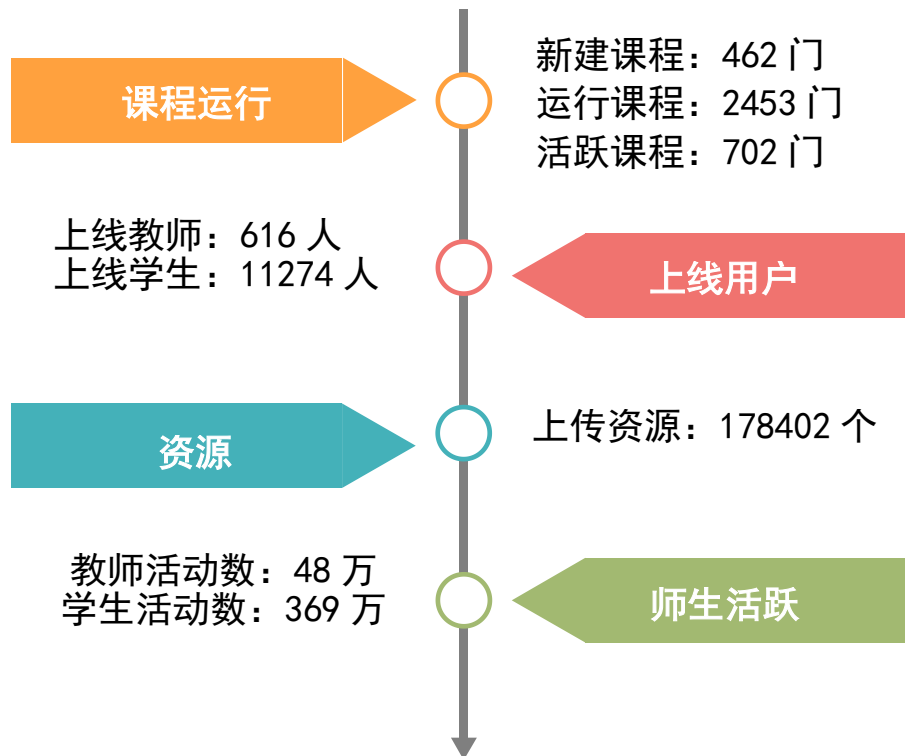 课程运行
新建课程：462 门
运行课程：2453 门
活跃课程：702 门
上线教师：616 人
上线学生：11274 人
上线用户
资源
上传资源：178402 个
教师活动数：48 万
学生活动数：369 万
师生活跃